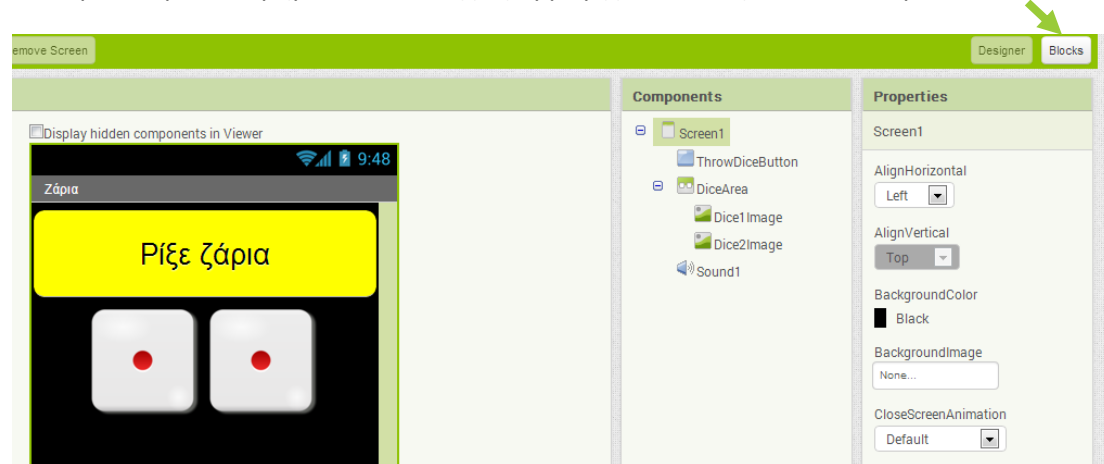 emove Screen
Designer
Blocks
Components
Properties
Display hidden components in Viewer
9:48
Ζάρια
Ρίξε ζάρια
Screen1
ThrowDiceButton
DiceArea
Dice1Image
Dice2Image
Sound1
Screen1
AlignHorizontal
Left
AlignVertical
Top
BackgroundColor
Black
BackgroundImage
None...
CloseScreenAnimation
Default